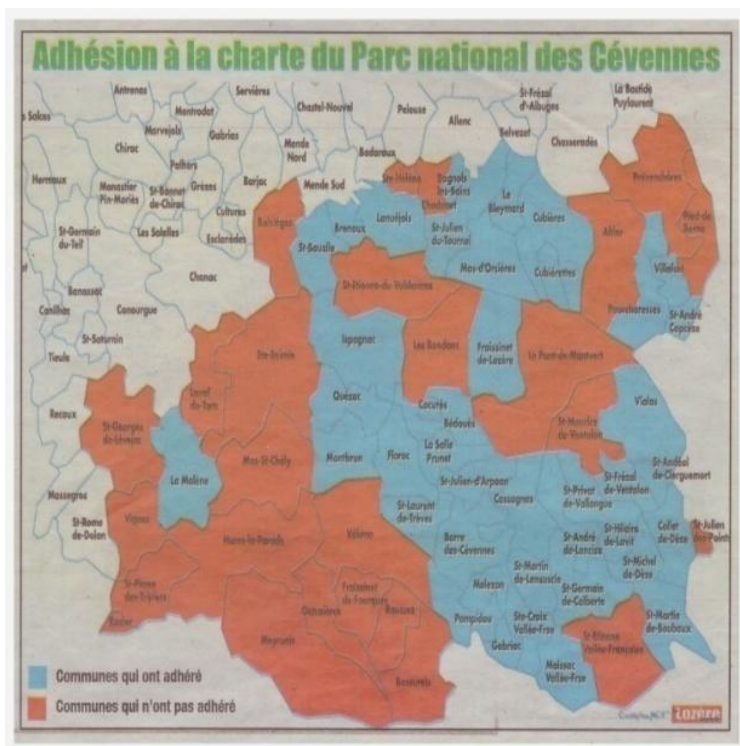 Adhésion à la charte du Parc national des Cévennes
Antrenas
Servières
St-Frézal
d'Albuges
La Bastide
Puylaurent
Montrodat
Chastel-Nouvel
Pelouse
Allenc
Marvejols
Gabrias
Belvezet
Chasseradès
Chirac
Mende
Nord
Badaroux
Palhers
Hermaux
Monastier
Pin-Moriès
St-Bonnet
de-Chirac
Grèzes
Barjac
Mende Sud
Ste-Hélène
Bagnols
les-Bains
Chadenet
Le
Bleymard
Prévenchères
Cultures
Balsièges
Lanuéjols
Cubières
St-Germain
du-Teil
Les Salelles
Esclanèdes
Brenoux
St-Julien
du-Tournel
Altier
Pied-de
Borne
St-Bauzile
Chanac
Mas-d'Orcières
Cubiérettes
Villefort
Banassac
St-Etienne-du Valdonnez
Canilhac
Canourgue
Pourcharesses
St-André
Capcèze
St-Saturnin
Ispagnac
Les Bondons
Fraissinet
de-Lozère
Le Pont-de-Montvert
Tieule
Ste-Enimie
Laval
du-Tarn
Quézac
Cocurès
Vialas
Recoux
St-Georges
de-Lévejac
Bédouès
St-Maurice
de-Ventalon
La Malène
Mas-St-Chély
Montbrun
Florac
La Salle
Prunet
St-Andéol
de-Clerguemort
Massegros
St-Julien-d'Arpaon
Cassagnas
St-Privat
de-Vallongue
St-Frézal
de-Ventalon
St-Rome
de-Dolan
Vignes
St-Laurent
de-Trèves
Hures-la-Parade
Vébron
Barre
des-Cévennes
St-André
de-Lancize
St-Hilaire
de-Lavit
Collet
de-Dèze
St-Julien
des-Points
St-Martin
de-Lansuscle
St-Michel
de-Dèze
St-Pierre
des-Tripiers
Fraissinet
de-Fourques
Molezon
St-Germain
de-Calberte
Gatuzières
Rousses
Pompidou
Ste-Croix
Vallée-Frse
St-Martin
de-Boubaux
Meyrueis
Gabriac
St-Etienne
Vallée-Française
Moissac
Vallée-Frse
Bassurels
Communes qui ont adhéré
Communes qui n'ont pas adhéré
Lozère